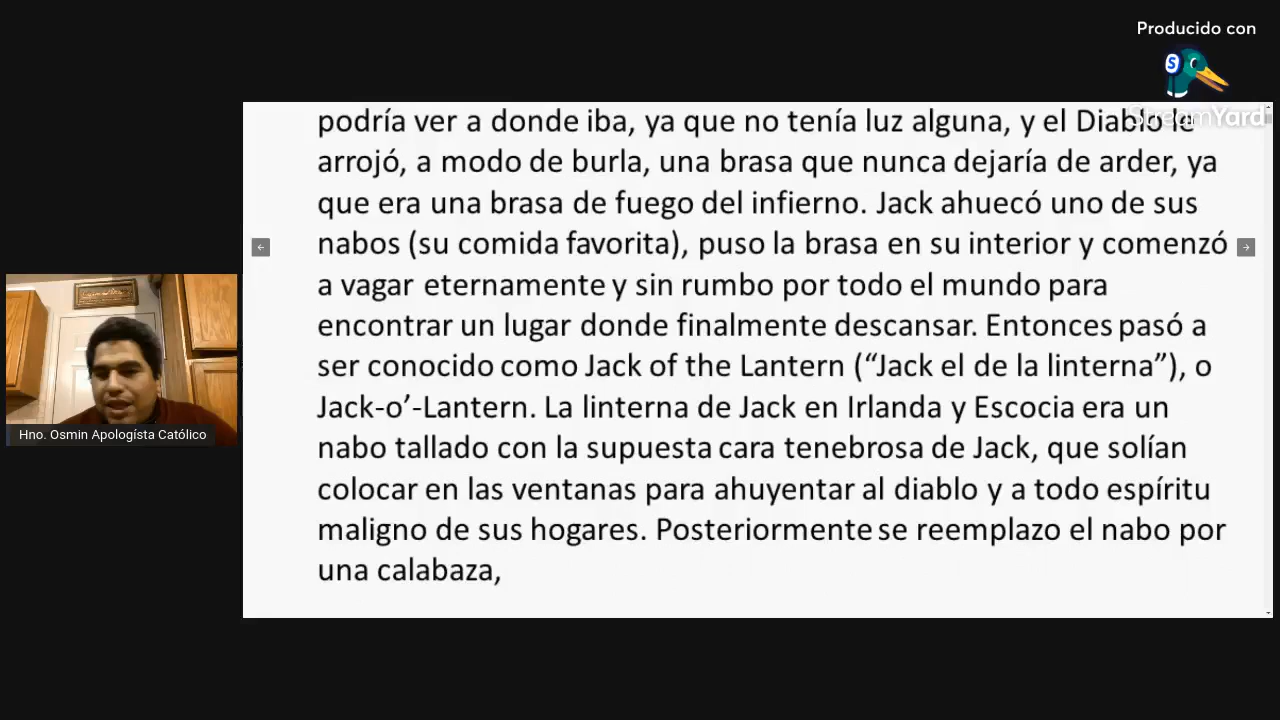 Producido con
StreamYard
podría ver a donde iba, ya que no tenía luz alguna, y el Diablo le
arrojó, a modo de burla, una brasa que nunca dejaría de arder, ya
que era una brasa de fuego del infierno. Jack ahuecó uno de sus
nabos (su comida favorita), puso la brasa en su interior y comenzó
a vagar eternamente y sin rumbo por todo el mundo para
encontrar un lugar donde finalmente descansar. Entonces pasó a
ser conocido como Jack of the Lantern (“Jack el de la linterna”), o
Jack-o’-Lantern. La linterna de Jack en Irlanda y Escocia era un
nabo tallado con la supuesta cara tenebrosa de Jack, que solían
colocar en las ventanas para ahuyentar al diablo y a todo espíritu
maligno de sus hogares. Posteriormente se reemplazo el nabo por
una calabaza,
Hno. Osmin Apologísta Católico